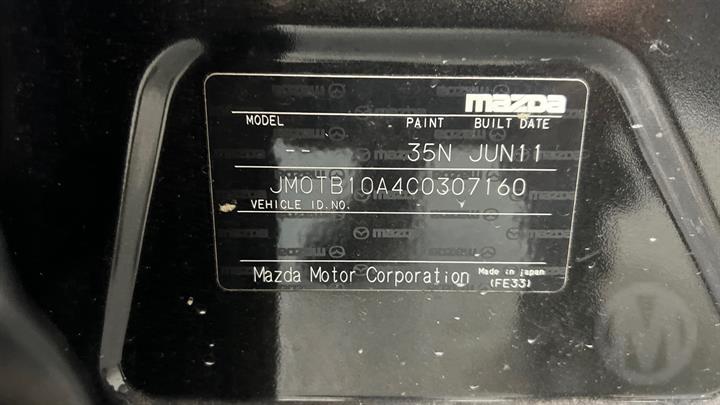 mazda
MODEL PAINT BUILT DATE
-- 35N JUN11
JM0TB10A4C0307160
VEHICLE ID.NO.
Mazda Motor Corporation Made in japan
(FE33)
M